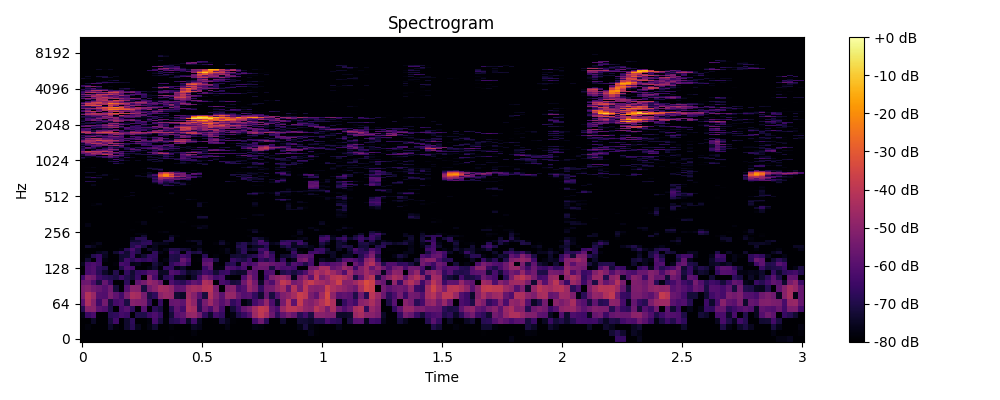 Spectrogram
8192
4096
2048
1024
512
256
128
64
0
Hz
0
0.5
1
1.5
2
2.5
3
Time
+0 dB
-10 dB
-20 dB
-30 dB
-40 dB
-50 dB
-60 dB
-70 dB
-80 dB